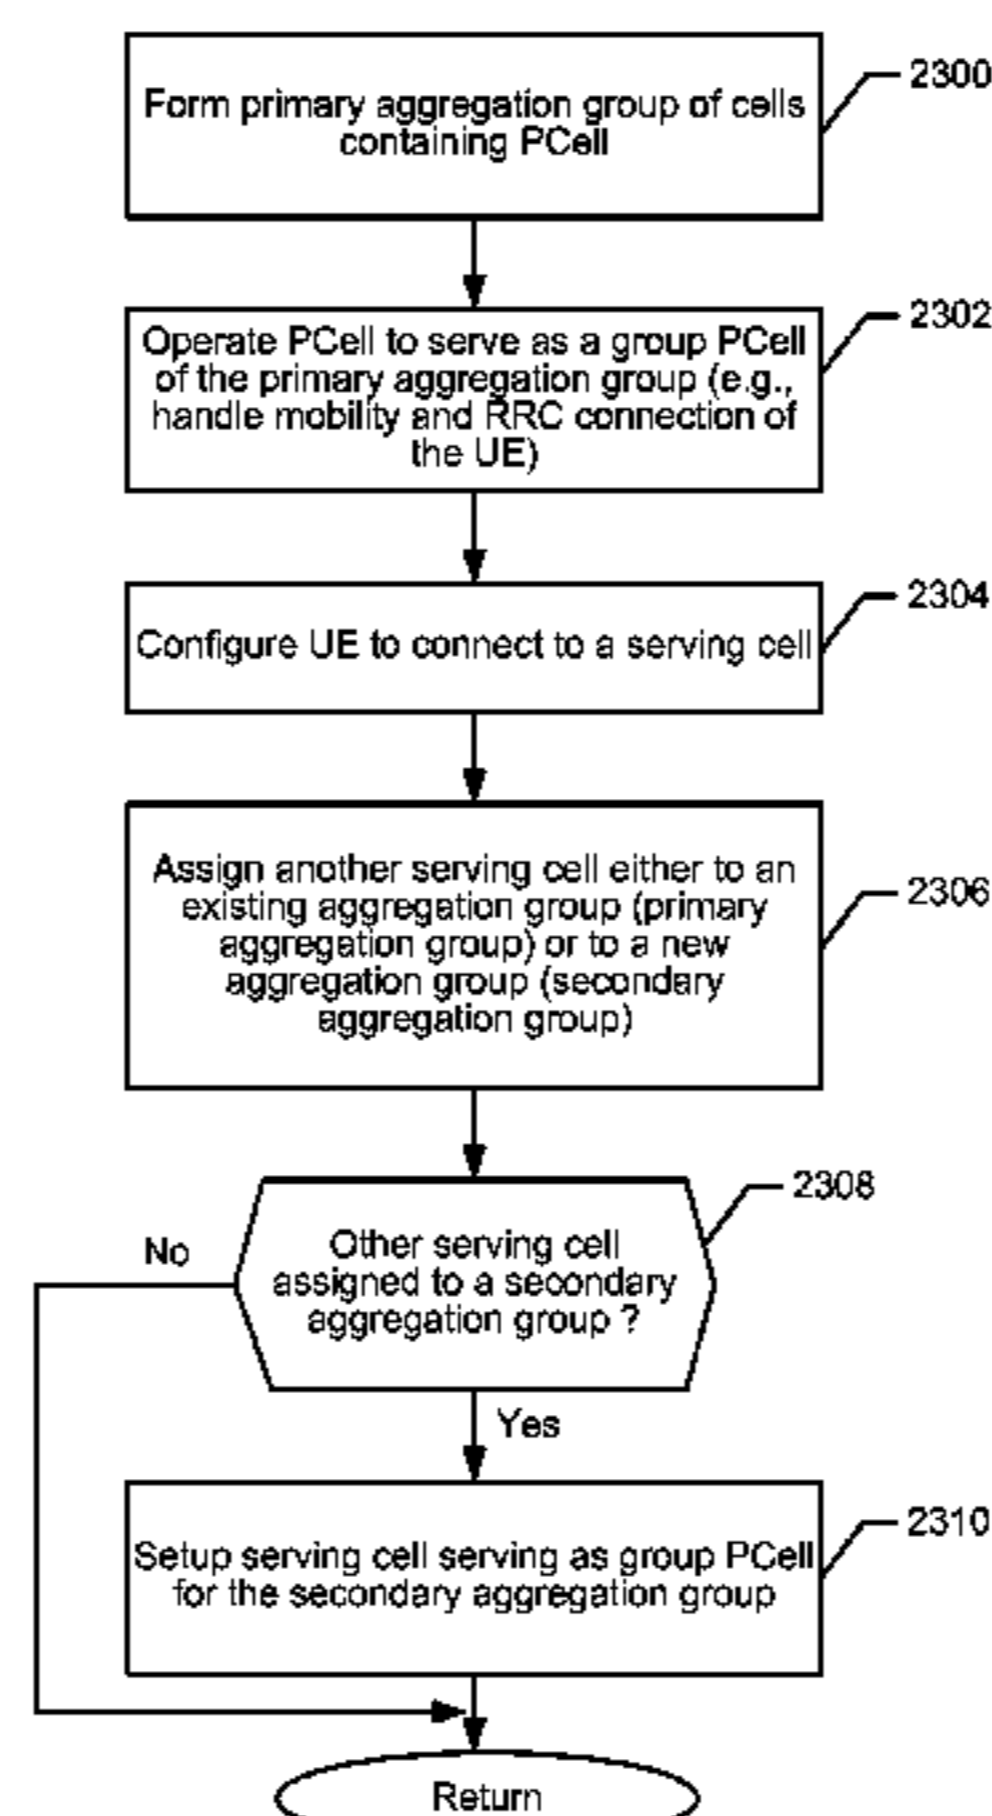 Form primary aggregation group of cells
containing PCell
2300
Operate PCell to serve as a group PCell
of the primary aggregation group (e.g.,
handle mobility and RRC connection of
the UE)
2302
Configure UE to connect to a serving cell
2304
Assign another serving cell either to an
existing aggregation group (primary
aggregation group) or to a new
aggregation group (secondary
aggregation group)
2306
Other serving cell
assigned to a secondary
aggregation group ?
2308
No
Yes
Setup serving cell serving as group PCell
for the secondary aggregation group
2310
Return